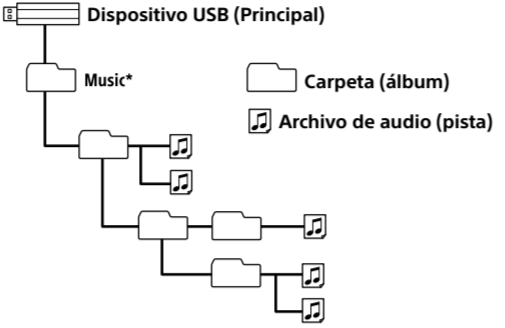 Dispositivo USB (Principal)
Music*
Carpeta (álbum)
Archivo de audio (pista)